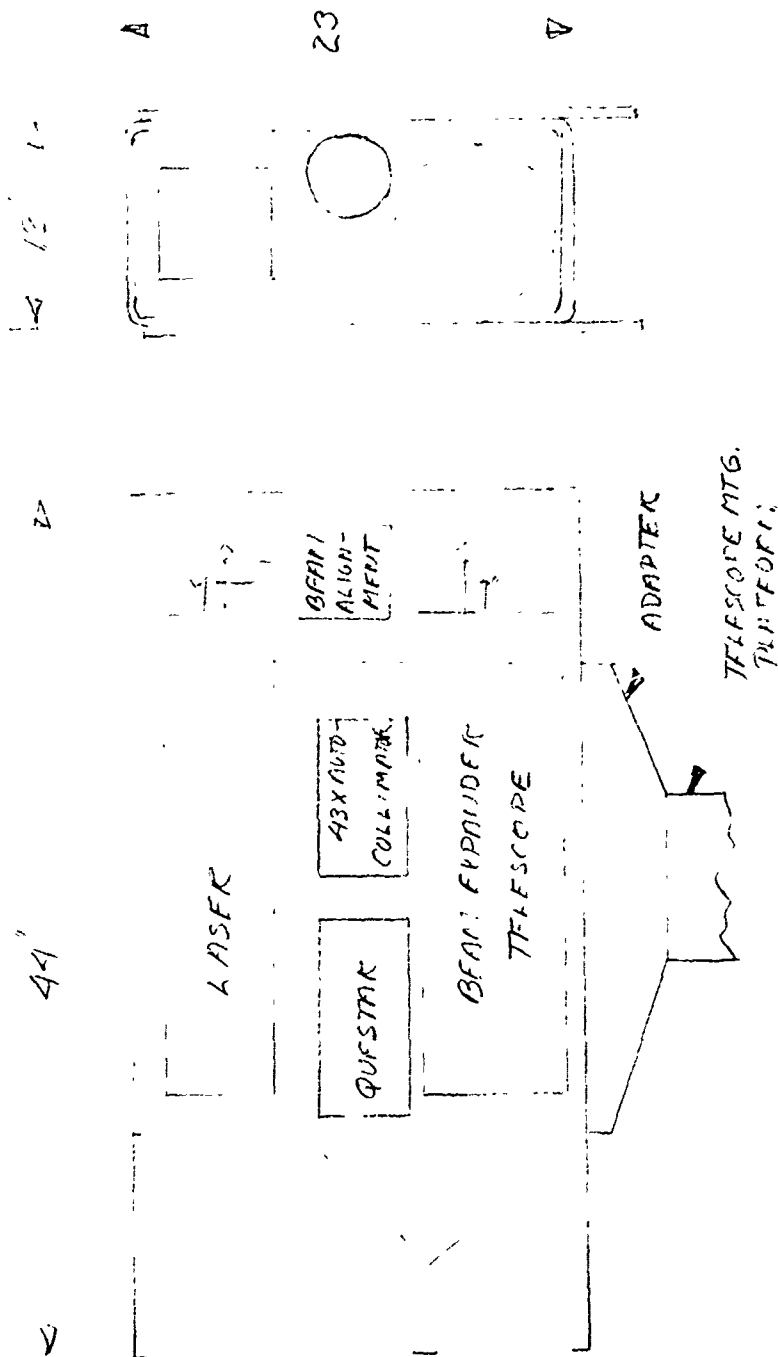 44"
23
LASER
QUESTAR
43X AUTO-
COLLIMATOR
BEAM
ALIGN-
MENT
BEAM EXPANDER
TELESCOPE
ADAPTER
TELESCOPE MTG.
PLATFORM